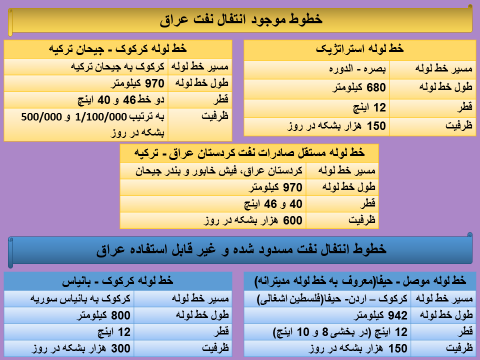 خطوط موجود انتقال نفت عراق
خط لوله استراتژیک
مسیر خط لوله بصره - الدوره
طول خط لوله 680 کیلومتر
قطر 12 اینچ
ظرفیت 150 هزار بشکه در روز
خط لوله کرکوک - جیحان ترکیه
مسیر خط لوله کرکوک به جیحان ترکیه
طول خط لوله 970 کیلومتر
قطر دو خط 46 و 40 اینچ
ظرفیت به ترتیب 1/100/000 و 500/000
بشکه در روز
خط لوله مستقل صادرات نفت کردستان عراق - ترکیه
مسیر خط لوله کردستان عراق، فیش خابور و بندر جیحان
طول خط لوله 970 کیلومتر
قطر 40 و 46 اینچ
ظرفیت 600 هزار بشکه در روز
خطوط انتقال نفت مسدود شده و غیر قابل استفاده عراق
خط لوله موصل - حیفا(معروف به خط لوله مدیترانه)
مسیر خط لوله کرکوک – اردن- حیفا(فلسطین اشغالی)
طول خط لوله 942 کیلومتر
قطر 12 اینچ (در بخشی 8 و 10 اینچ)
ظرفیت 150 هزار بشکه در روز
خط لوله کرکوک - بانیاس
مسیر خط لوله کرکوک به بانیاس سوریه
طول خط لوله 800 کیلومتر
قطر 12 اینچ
ظرفیت 300 هزار بشکه در روز